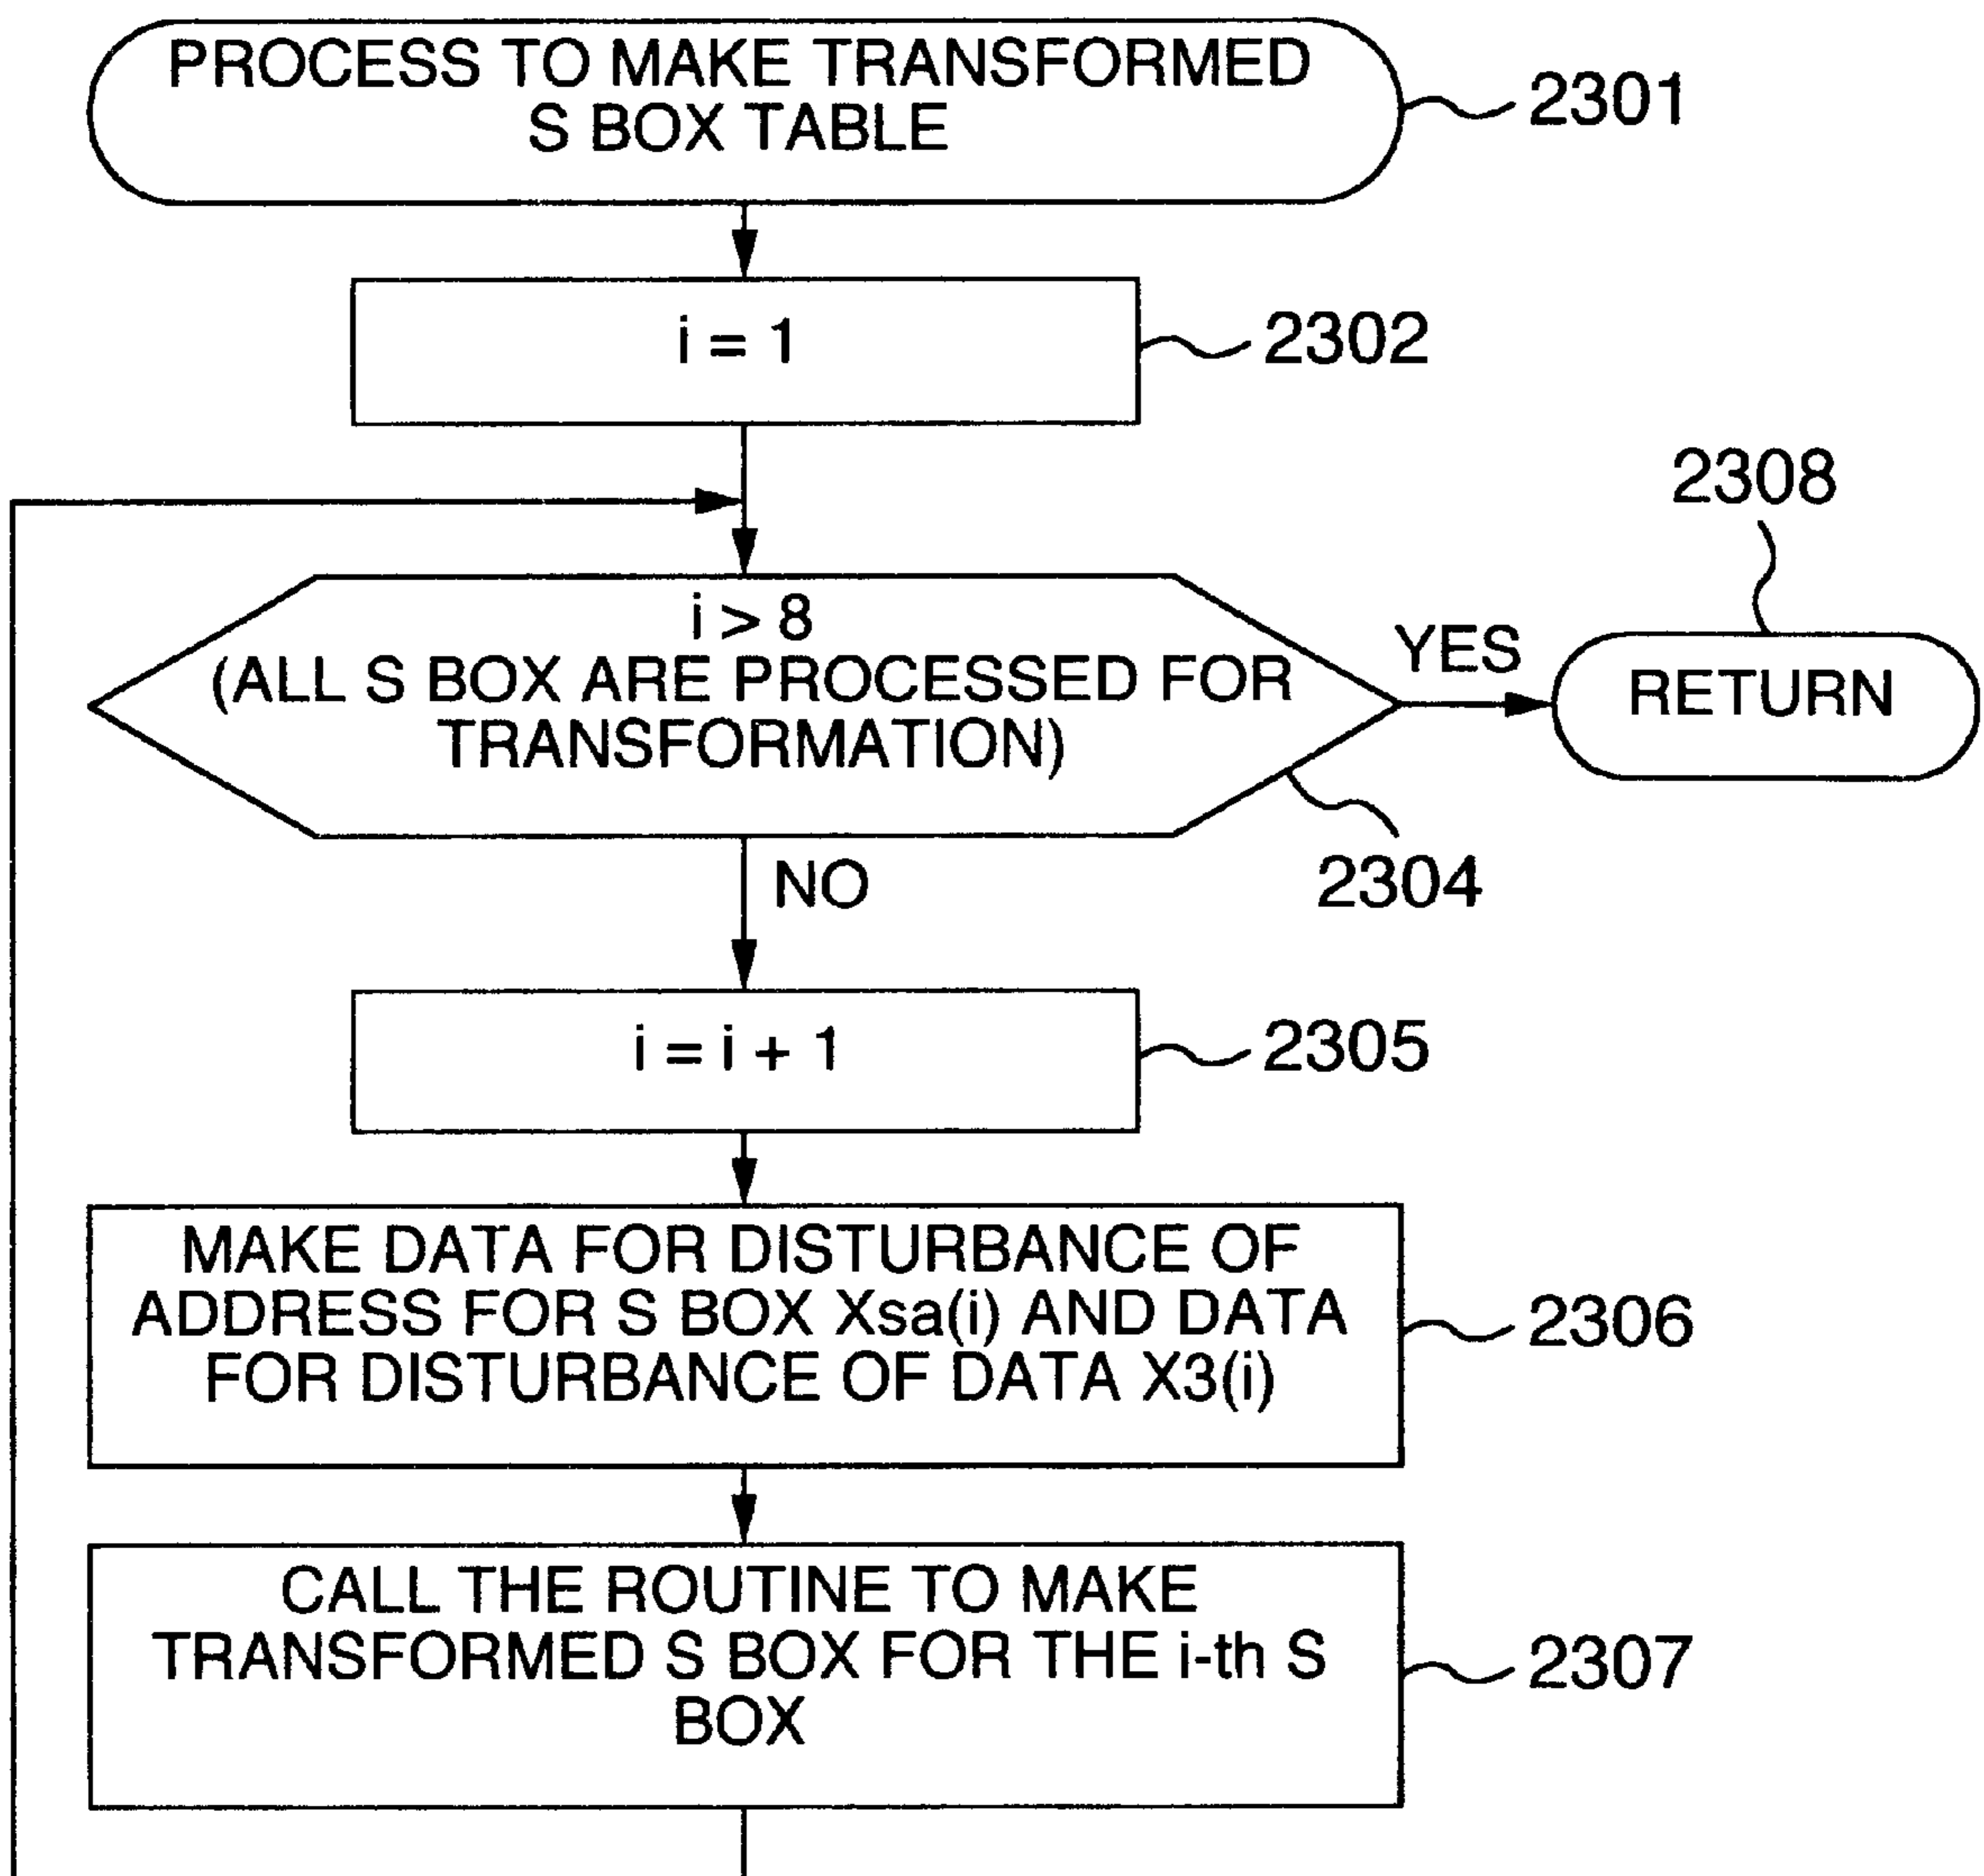 PROCESS TO MAKE TRANSFORMED
S BOX TABLE
2301
i = 1
2302
2308
i > 8
(ALL S BOX ARE PROCESSED FOR
TRANSFORMATION)
YES
RETURN
2304
NO
i = i + 1
2305
MAKE DATA FOR DISTURBANCE OF
ADDRESS FOR S BOX Xsa(i) AND DATA
FOR DISTURBANCE OF DATA X3(i)
2306
CALL THE ROUTINE TO MAKE
TRANSFORMED S BOX FOR THE i-th S
BOX
2307